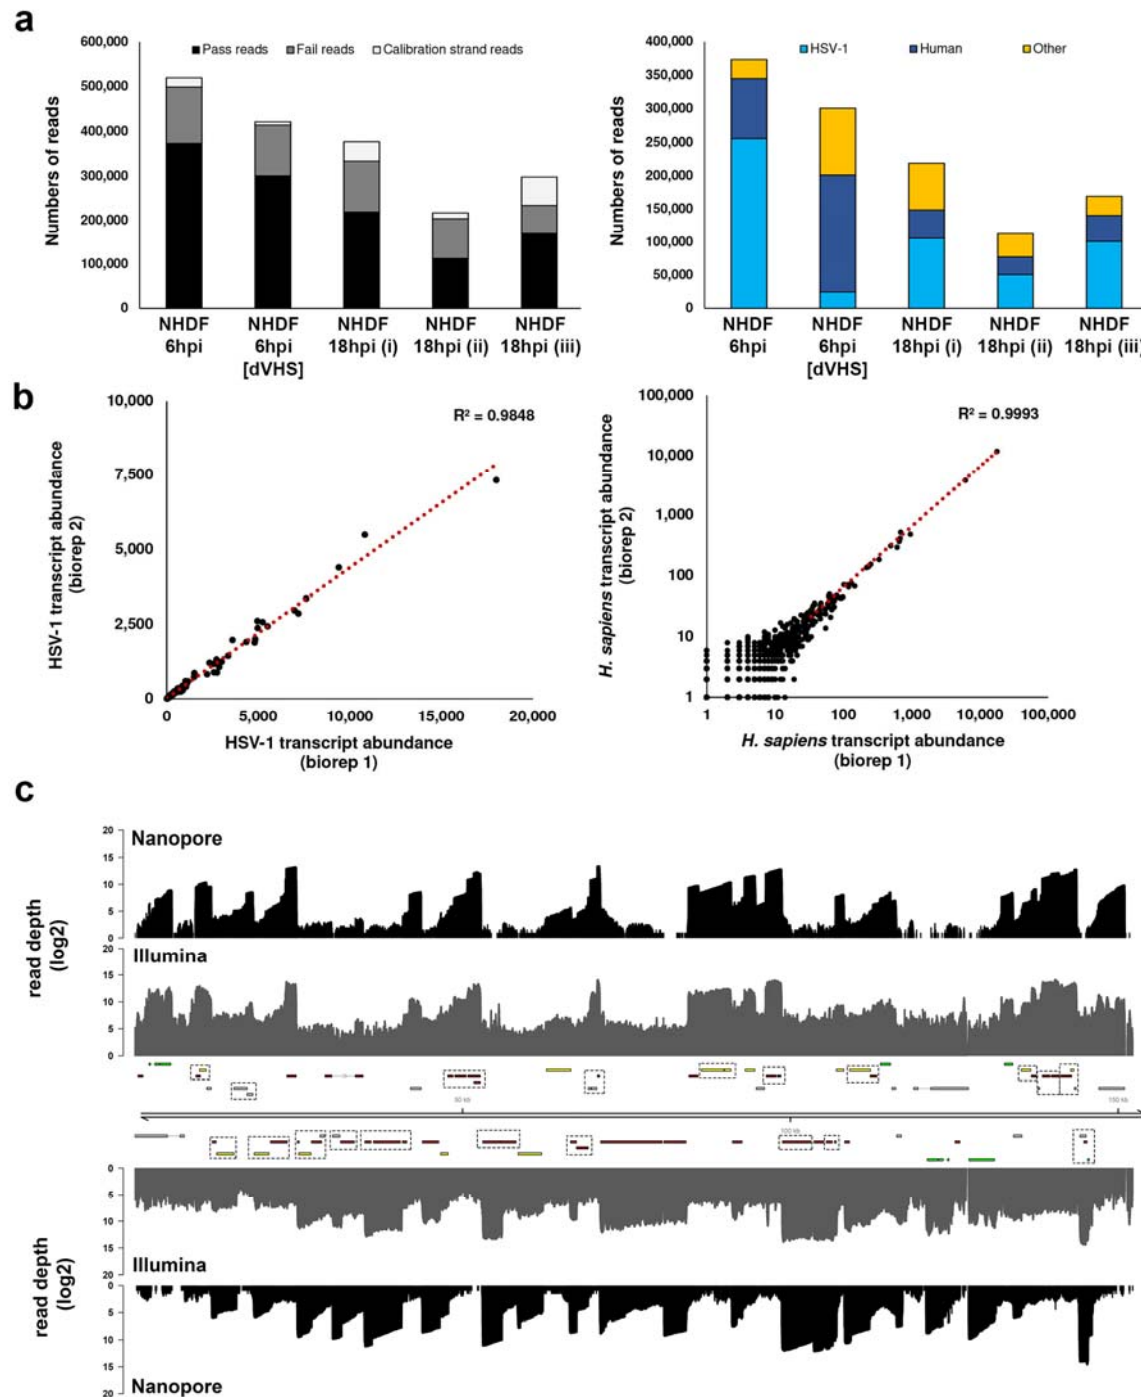 a
600,000
500,000
400,000
300,000
200,000
100,000
0
Numbers of reads
Pass reads
Fail reads
Calibration strand reads
NHDF
6hpi
NHDF
6hpi
[dVHS]
NHDF
18hpi (i)
NHDF
18hpi (ii)
NHDF
18hpi (iii)
400,000
350,000
300,000
250,000
200,000
150,000
100,000
50,000
0
Numbers of reads
HSV-1
Human
Other
NHDF
6hpi
NHDF
6hpi
[dVHS]
NHDF
18hpi (i)
NHDF
18hpi (ii)
NHDF
18hpi (iii)
b
10,000
7,500
5,000
2,500
0
HSV-1 transcript abundance
(biorep 2)
R² = 0.9848
0
5,000
10,000
15,000
20,000
HSV-1 transcript abundance
(biorep 1)
100,000
10,000
1,000
100
10
1
H. sapiens transcript abundance
(biorep 2)
R² = 0.9993
1
10
100
1,000
10,000
100,000
H. sapiens transcript abundance
(biorep 1)
c
read depth
(log2)
20
15
10
5
0
Nanopore
20
15
10
5
0
Illumina
50 kb
100 kb
150 kb
read depth
(log2)
0
5
10
15
20
Illumina
0
5
10
15
20
Nanopore